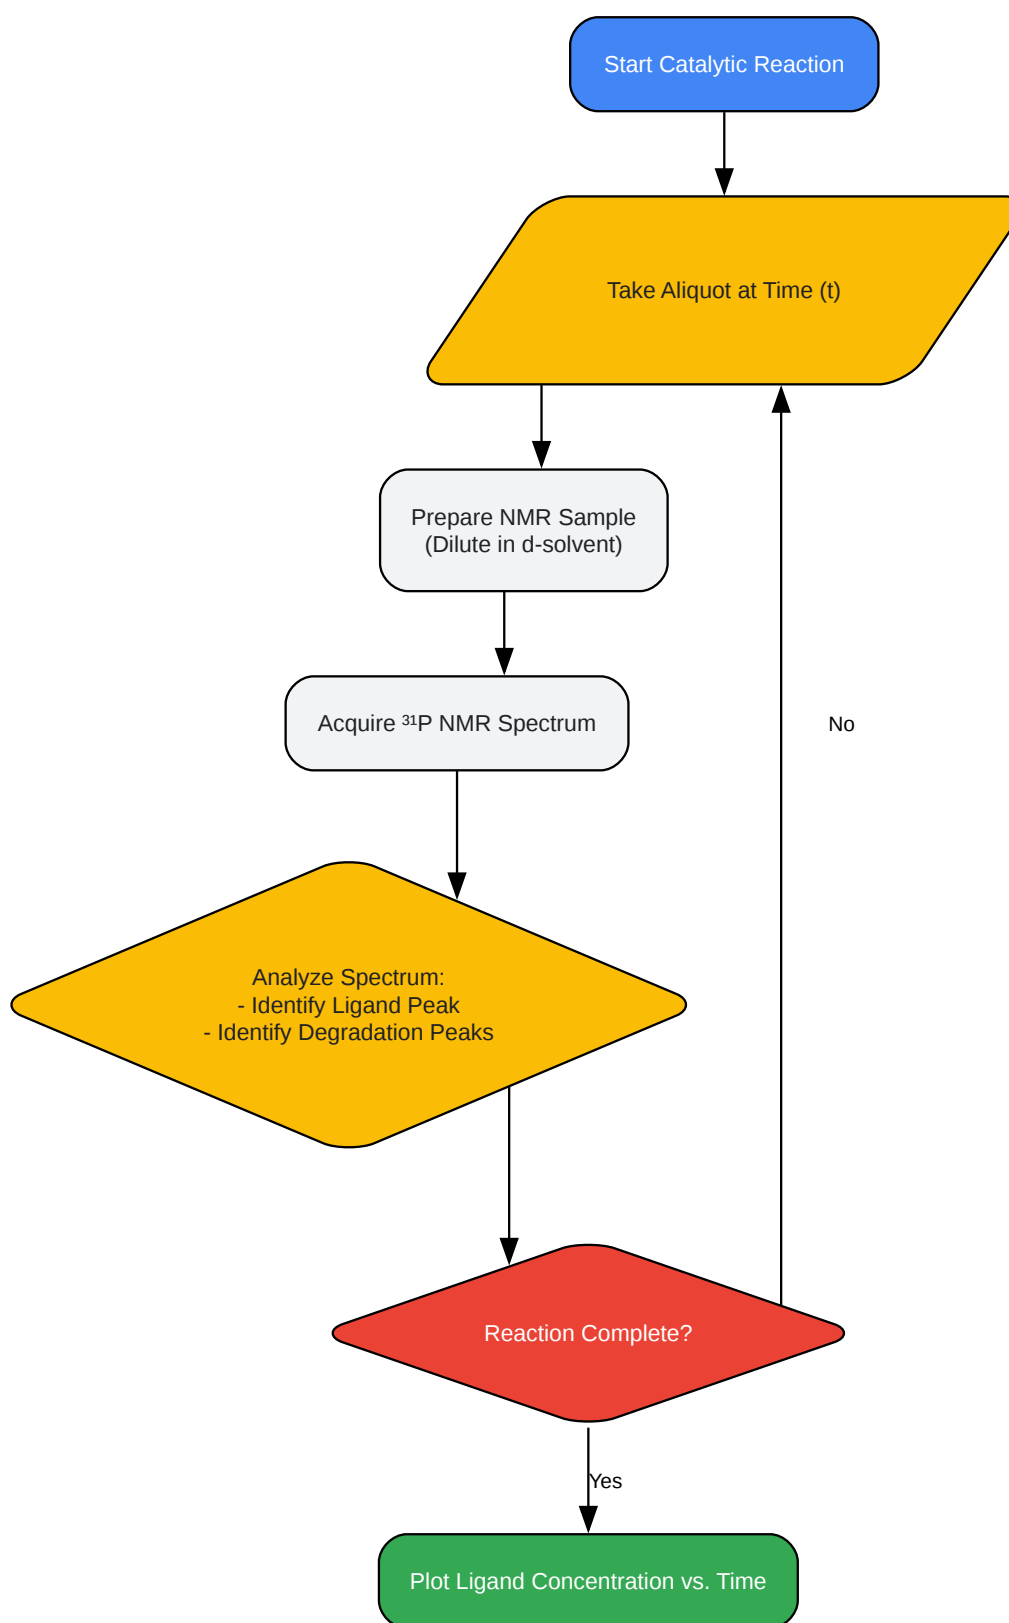 Start Catalytic Reaction
Take Aliquot at Time (t)
Prepare NMR Sample
(Dilute in d-solvent)
Acquire ³¹P NMR Spectrum
No
Analyze Spectrum:
- Identify Ligand Peak
- Identify Degradation Peaks
Reaction Complete?
Yes
Plot Ligand Concentration vs. Time